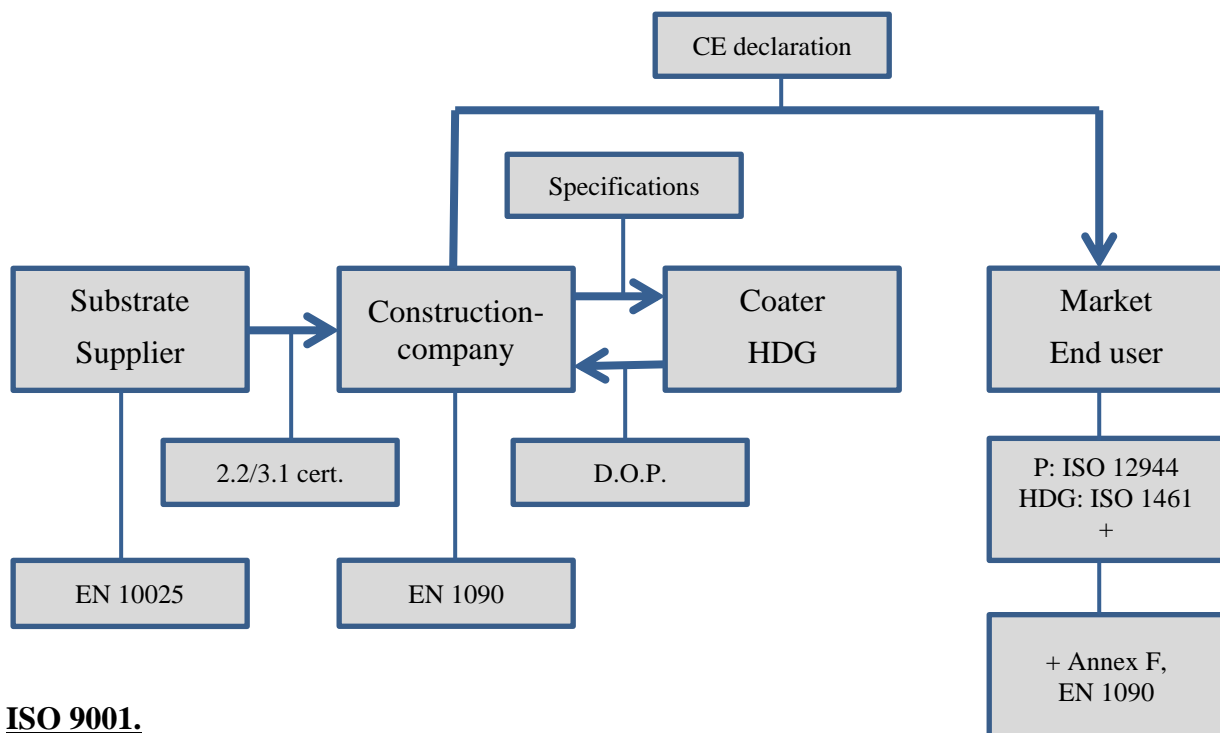 CE declaration
Specifications
Substrate
Supplier
Construction-
company
Coater
HDG
Market
End user
2.2/3.1 cert.
D.O.P.
P: ISO 12944
HDG: ISO 1461
+
EN 10025
EN 1090
+ Annex F,
EN 1090
ISO 9001.